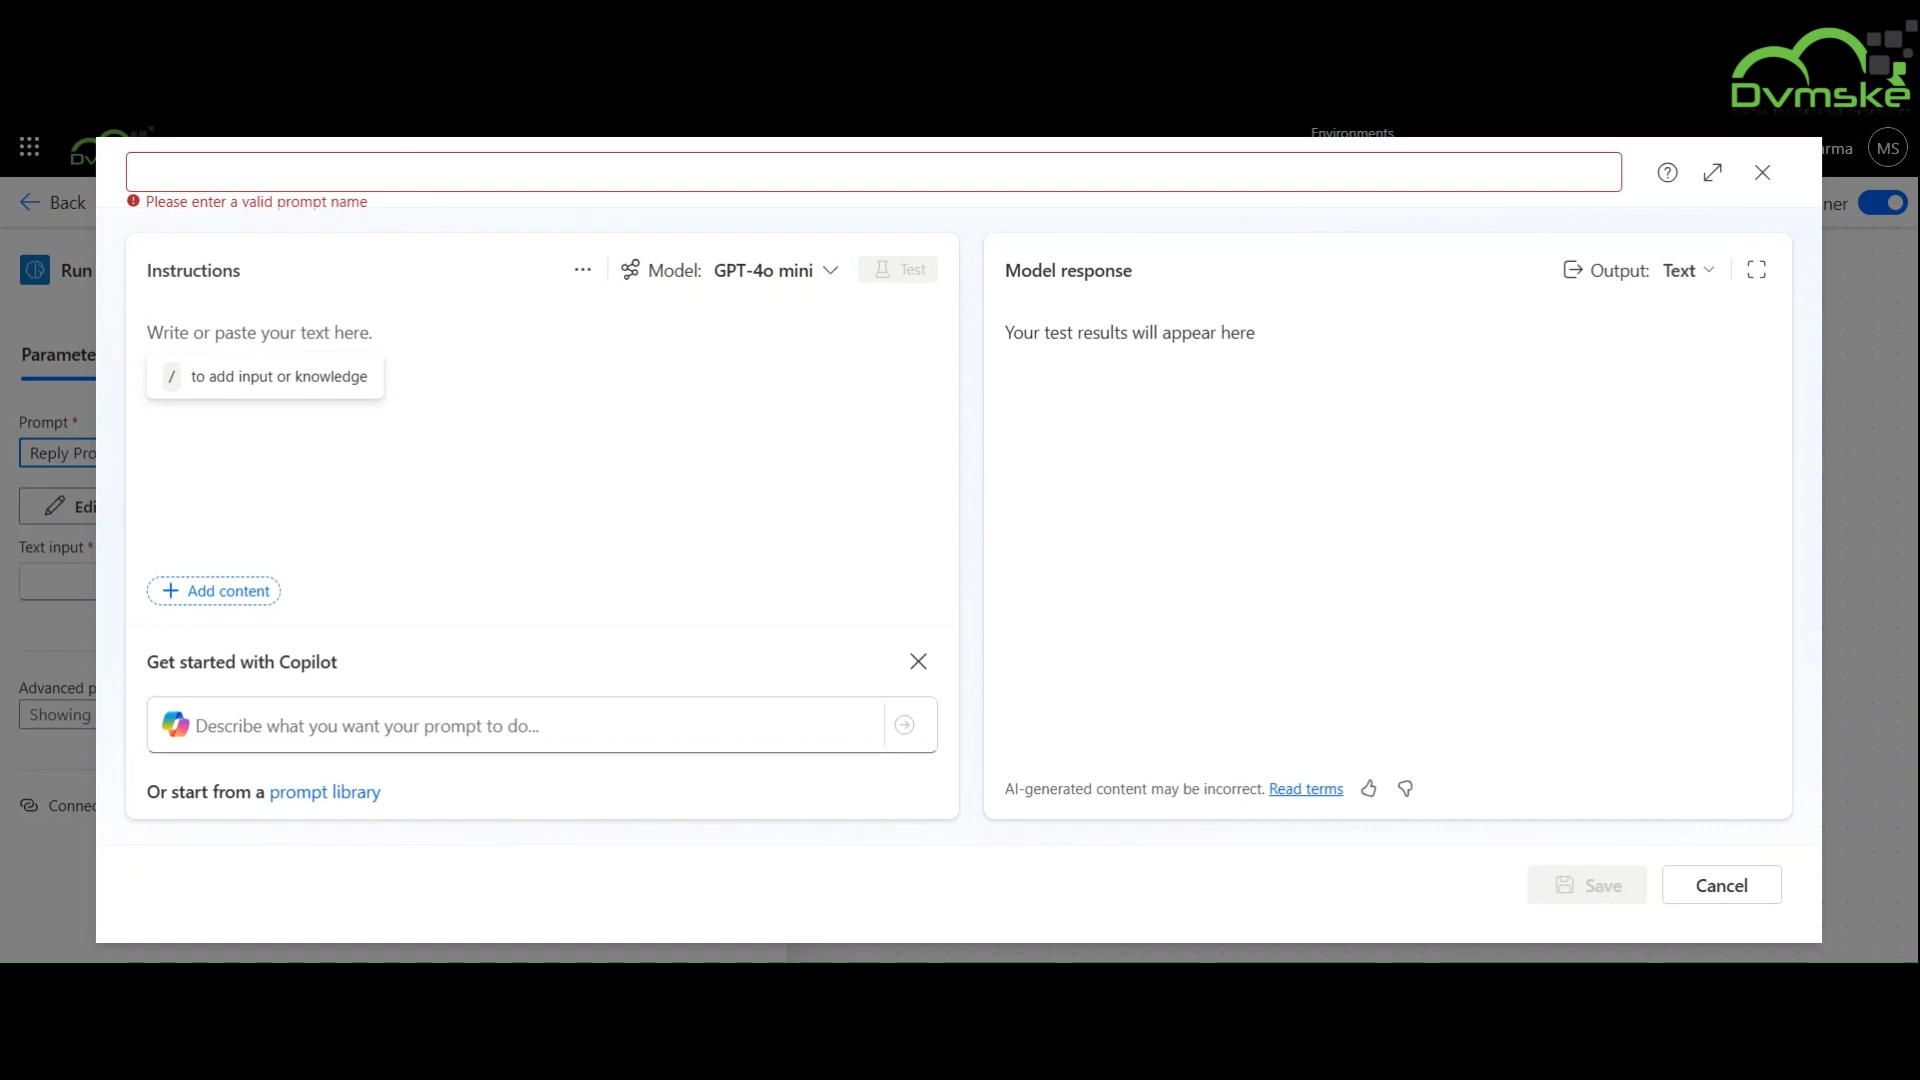 Dvmske
Environments
Dv
rma
MS
Please enter a valid prompt name
Back
ner
Instructions
Model: GPT-4o mini
Test
Model response
Output: Text
Run
Write or paste your text here.
Your test results will appear here
/ to add input or knowledge
Paramete
Prompt *
Reply Pro
Edi
Text input *
Add content
Get started with Copilot
Describe what you want your prompt to do...
Advanced p
Showing
Or start from a prompt library
AI-generated content may be incorrect. Read terms
Connec
Save
Cancel